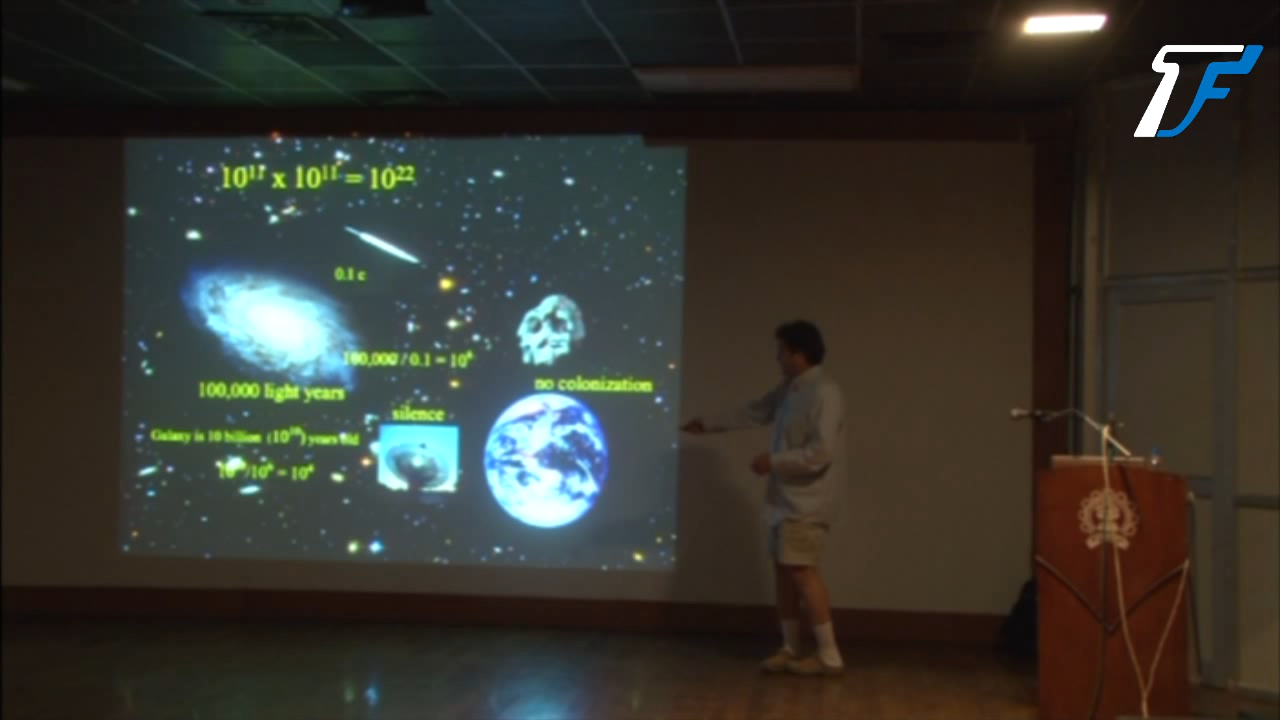 10¹¹ x 10¹¹ = 10²²
0.1 c
100,000 / 0.1 = 10⁶
no colonization
100,000 light years
silence
Galaxy is 10 billion (10¹⁰) years old
10¹⁰/10⁶ = 10⁴
TF